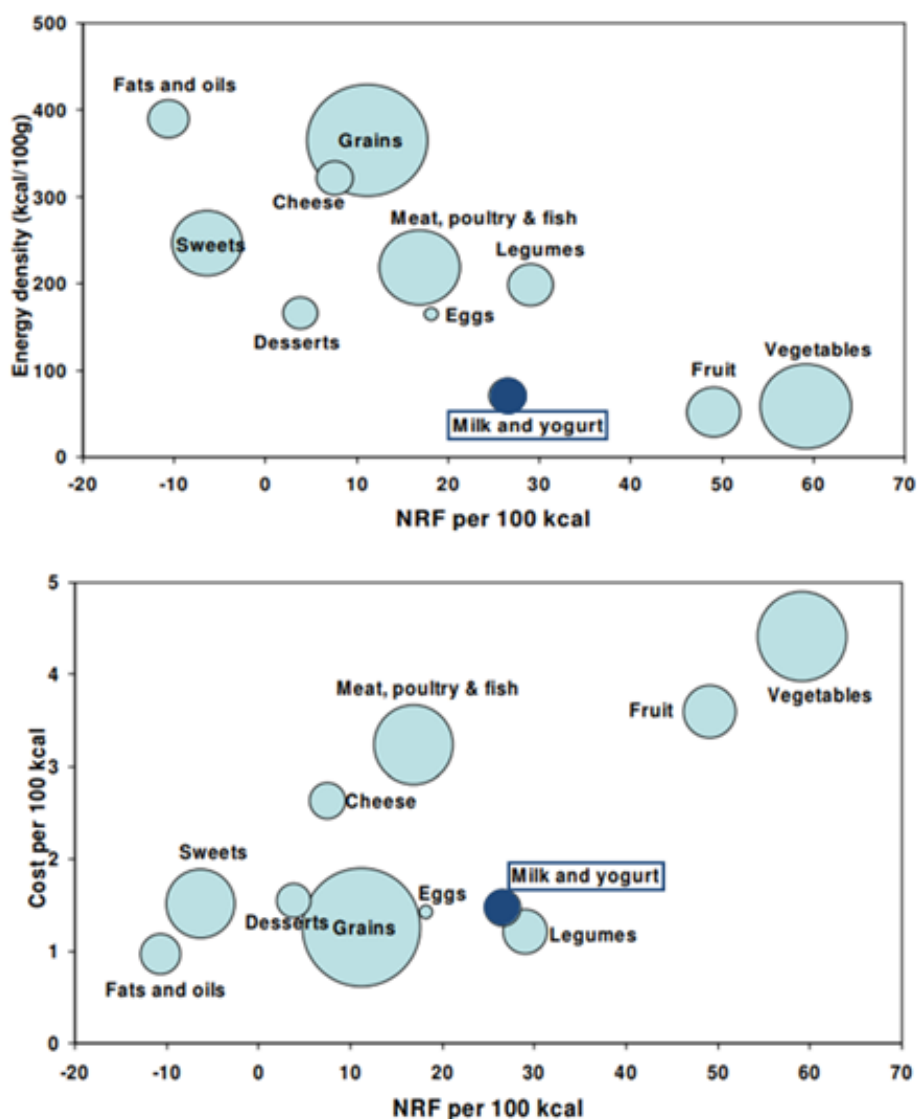 500
400
300
200
100
0
Energy density (kcal/100g)
Fats and oils
Grains
Cheese
Meat, poultry & fish
Sweets
Legumes
Desserts
Eggs
Vegetables
Fruit
Milk and yogurt
-20 -10 0 10 20 30 40 50 60 70
NRF per 100 kcal
5
4
3
2
1
0
Cost per 100 kcal
Meat, poultry & fish
Fruit
Vegetables
Cheese
Sweets
Milk and yogurt
Eggs
Desserts
Grains
Legumes
Fats and oils
-20 -10 0 10 20 30 40 50 60 70
NRF per 100 kcal